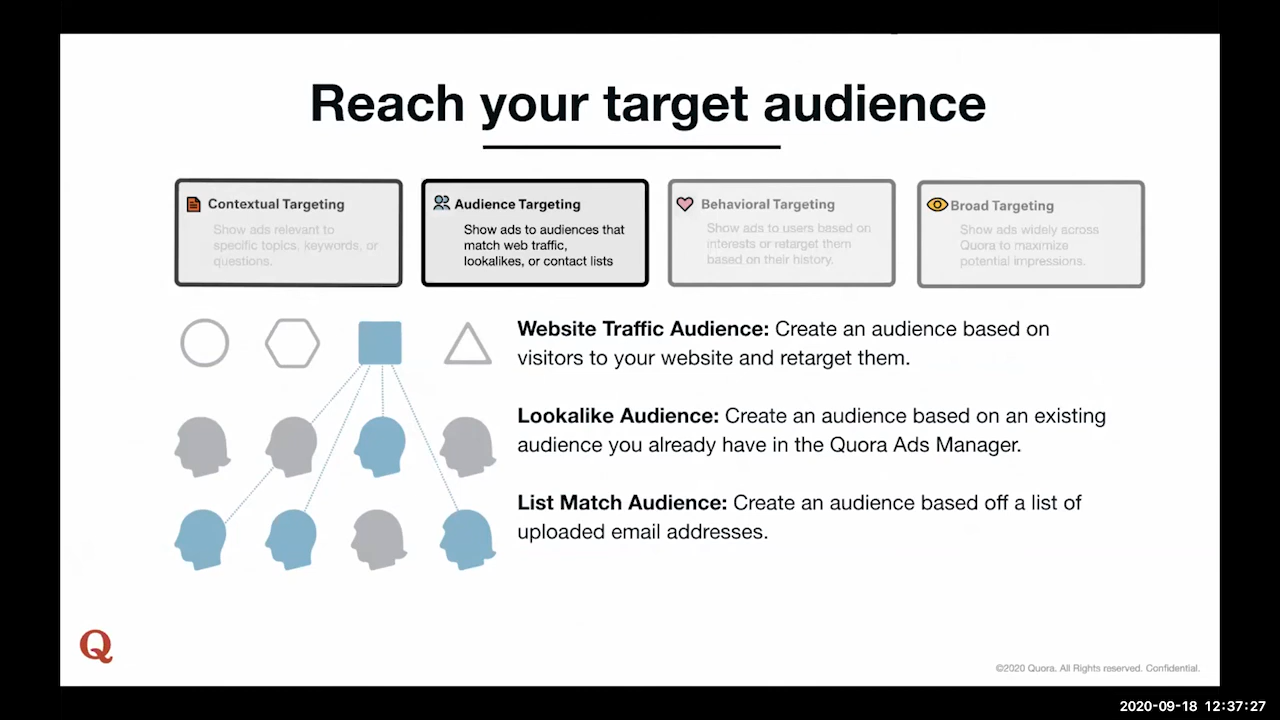 Reach your target audience
Contextual Targeting
Show ads relevant to
specific topics, keywords, or
questions.
Audience Targeting
Show ads to audiences that
match web traffic,
lookalikes, or contact lists
Behavioral Targeting
Show ads to users based on
interests or retarget them
based on their history.
Broad Targeting
Show ads widely across
Quora to maximize
potential impressions.
Website Traffic Audience: Create an audience based on
visitors to your website and retarget them.
Lookalike Audience: Create an audience based on an existing
audience you already have in the Quora Ads Manager.
List Match Audience: Create an audience based off a list of
uploaded email addresses.
Q
©2020 Quora. All Rights reserved. Confidential.
2020-09-18 12:37:27